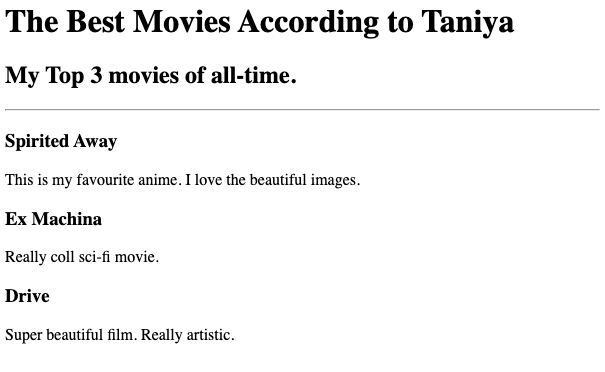 The Best Movies According to Taniya
My Top 3 movies of all-time.
Spirited Away
This is my favourite anime. I love the beautiful images.
Ex Machina
Really coll sci-fi movie.
Drive
Super beautiful film. Really artistic.